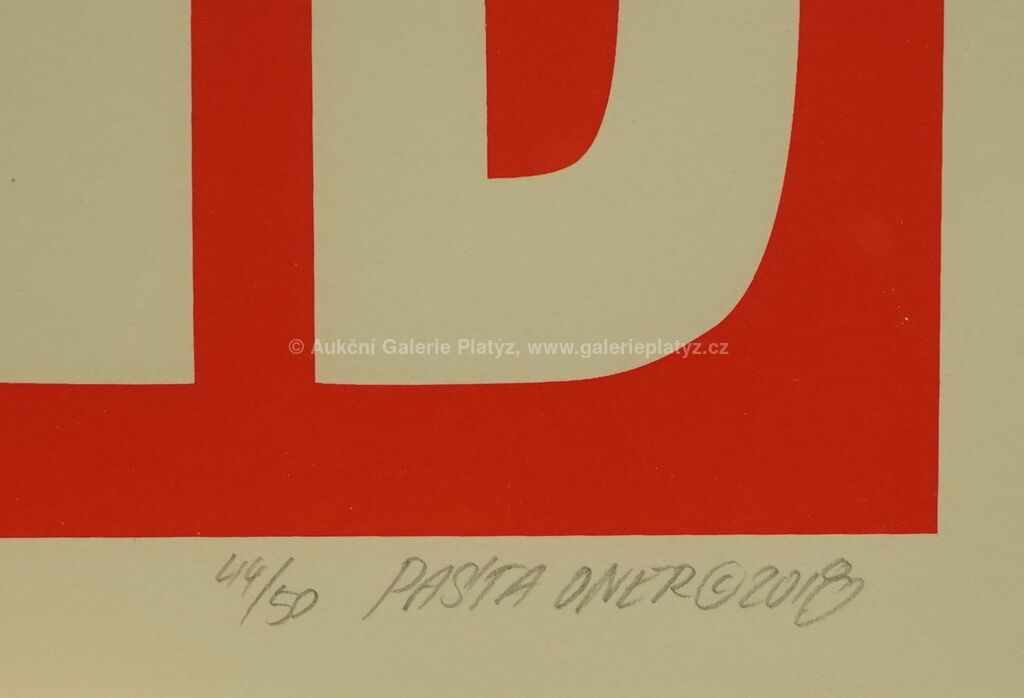 D
© Aukční Galerie Platýz, www.galerieplatyz.cz
44/50 PASTA ONER © 2018